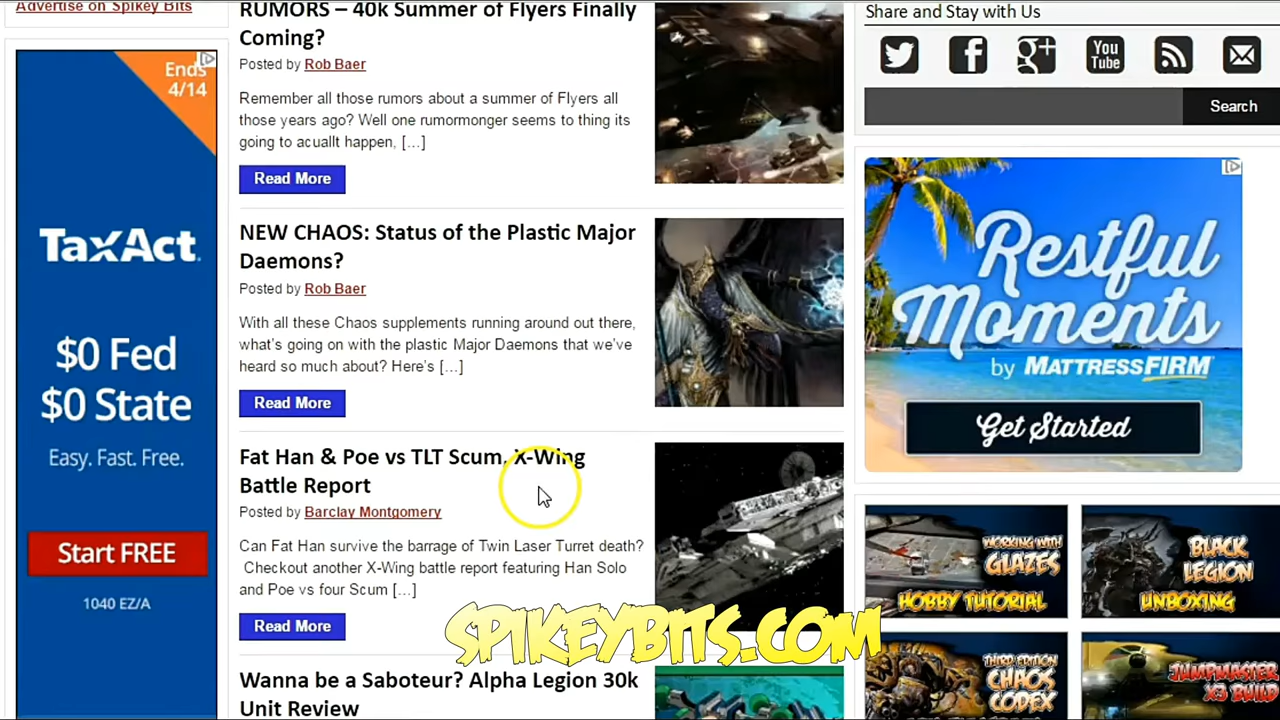 Advertise on Spikey Bits
Ends
4/14
TaxAct.
$0 Fed
$0 State
Easy. Fast. Free.
Start FREE
1040 EZ/A
RUMORS – 40k Summer of Flyers Finally
Coming?
Posted by Rob Baer
Remember all those rumors about a summer of Flyers all
those years ago? Well one rumormonger seems to thing its
going to acuallt happen, […]
Read More
NEW CHAOS: Status of the Plastic Major
Daemons?
Posted by Rob Baer
With all these Chaos supplements running around out there,
what's going on with the plastic Major Daemons that we've
heard so much about? Here's […]
Read More
Fat Han & Poe vs TLT Scum, X-Wing
Battle Report
Posted by Barclay Montgomery
Can Fat Han survive the barrage of Twin Laser Turret death?
Checkout another X-Wing battle report featuring Han Solo
and Poe vs four Scum […]
Read More
SPIKEYBITS.COM
Wanna be a Saboteur? Alpha Legion 30k
Unit Review
Share and Stay with Us
You
Tube
Search
Restful
Moments
by MATTRESSFIRM
Get Started
WORKING WITH
GLAZES
HOBBY TUTORIAL
BLACK
LEGION
UNBOXING
THIRD EDITION
CHAOS
CODEX
JUMPMASTER
X3 BUILD